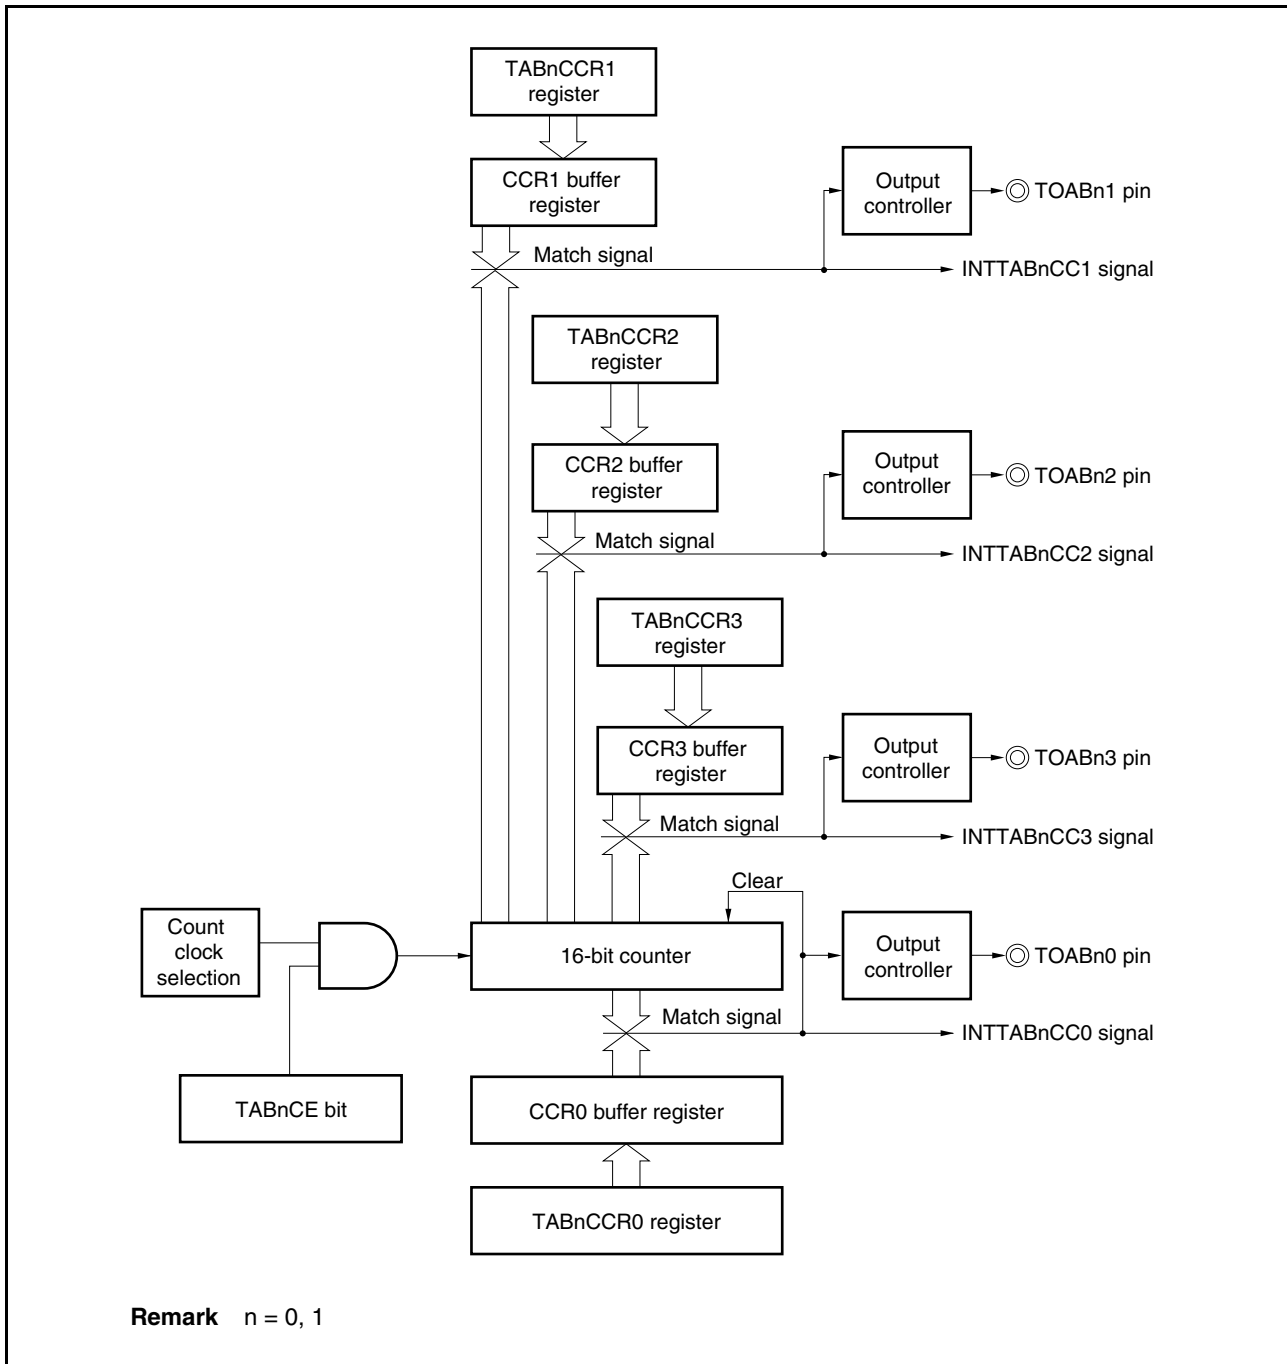 TABnCCR1
register
CCR1 buffer
register
Output
controller
TOABn1 pin
Match signal
INTTABnCC1 signal
TABnCCR2
register
CCR2 buffer
register
Output
controller
TOABn2 pin
Match signal
INTTABnCC2 signal
TABnCCR3
register
CCR3 buffer
register
Output
controller
TOABn3 pin
Match signal
INTTABnCC3 signal
Clear
Count
clock
selection
16-bit counter
Output
controller
TOABn0 pin
Match signal
INTTABnCC0 signal
TABnCE bit
CCR0 buffer register
TABnCCR0 register
Remark n = 0, 1